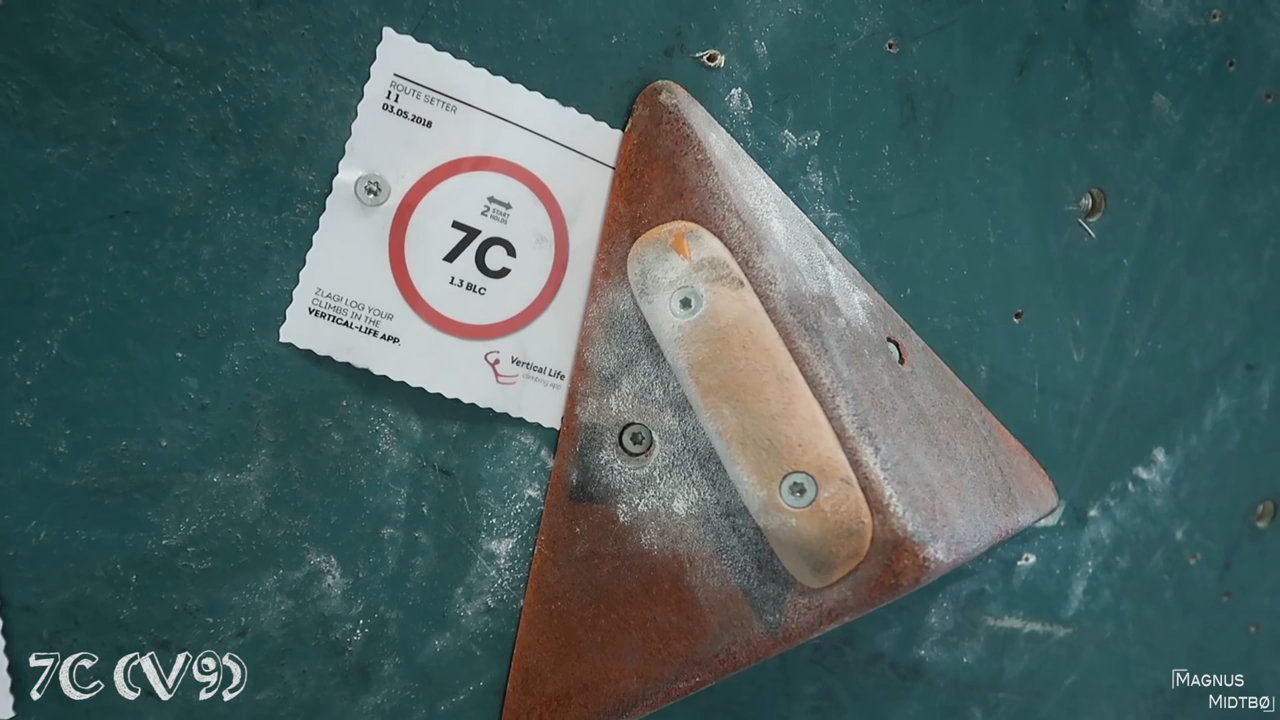 ROUTE SETTER
11
03.05.2018
2 START
HOLDS
7C
1.3 BLC
ZLAGI LOG YOUR
CLIMBS IN THE
VERTICAL-LIFE APP.
Vertical Life
climbing app
7C (V9)
MAGNUS
MIDTBØ